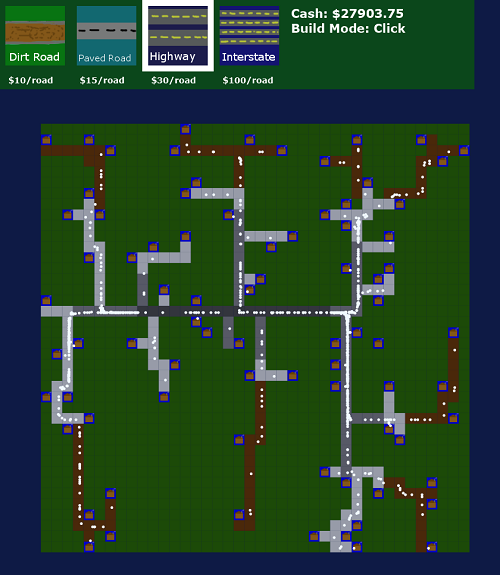 Cash: $27903.75
Build Mode: Click
Dirt Road
Paved Road
Highway
Interstate
$10/road
$15/road
$30/road
$100/road